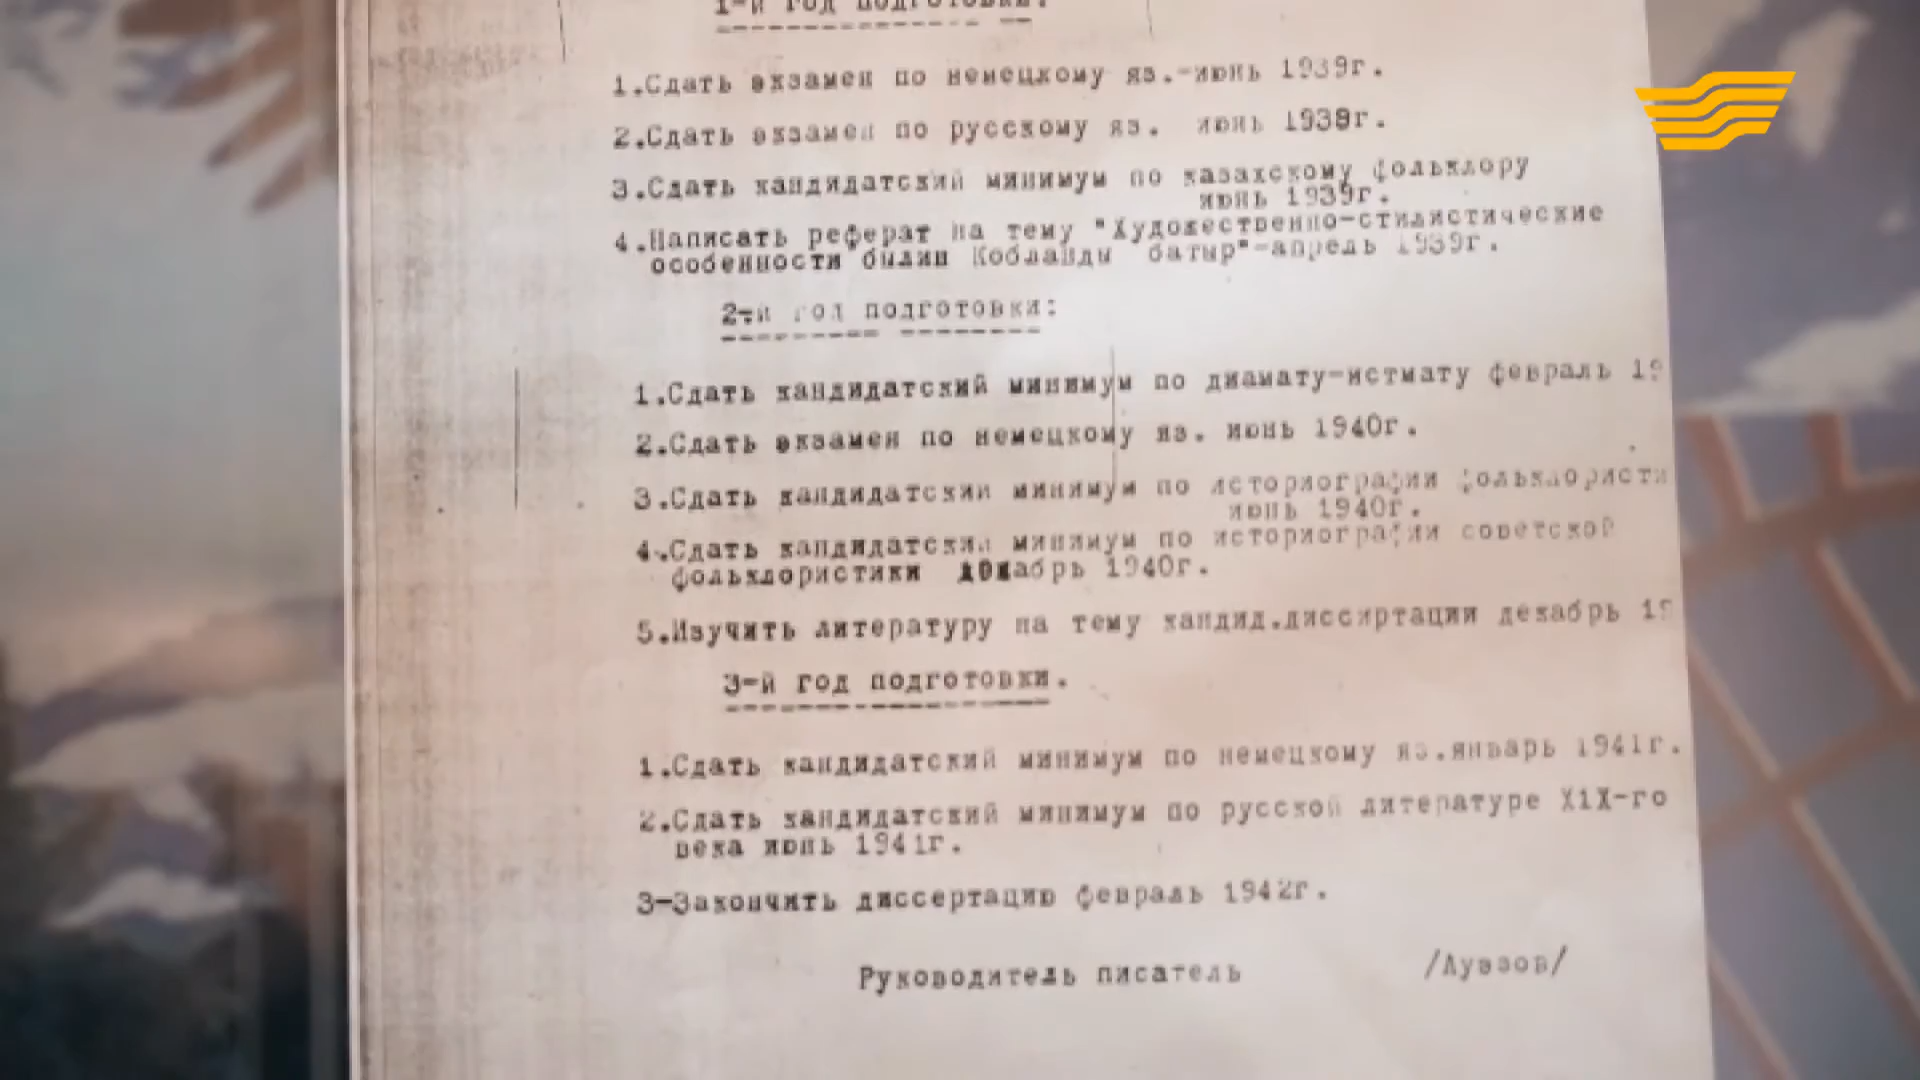 1-й год подготовки.
1.Сдать экзамен по немецкому яз.-июнь 1939г.
2.Сдать экзамен по русскому яз. июнь 1939г.
3.Сдать кандидатский минимум по казахскому фольклору
июнь 1939г.
4.Написать реферат на тему "Художественно-стилистические
особенности былин Кобланды батыр"-апрель 1939г.
2-й год подготовки:
1.Сдать кандидатский минимум по диамату-истмату февраль 19
2.Сдать экзамен по немецкому яз. июнь 1940г.
3.Сдать кандидатский минимум по историографии фольклористи
июнь 1940г.
4.Сдать кандидатский минимум по историографии советской
фольклористики декабрь 1940г.
5.Изучить литературу на тему кандид.диссиртации декабрь 19
3-й год подготовки.
1.Сдать кандидатский минимум по немецкому яз.январь 1941г.
2.Сдать кандидатский минимум по русской литературе X1X-го
века июнь 1941г.
3-Закончить диссертацию февраль 1942г.
Руководитель писатель /Ауэзов/